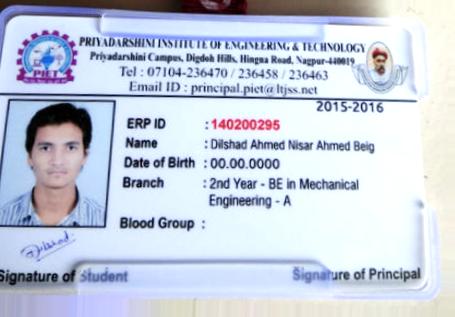 PRIYADARSHINI INSTITUTE OF ENGINEERING & TECHNOLOGY
Priyadarshini Campus, Digdoh Hills, Hingna Road, Nagpur-440019
Tel : 07104-236470 / 236458 / 236463
Email ID : principal.piet@ltjss.net
PIET
2015-2016
ERP ID : 140200295
Name : Dilshad Ahmed Nisar Ahmed Beig
Date of Birth : 00.00.0000
Branch : 2nd Year - BE in Mechanical
Engineering - A
Blood Group :
Dilshad
Signature of Student
Signature of Principal